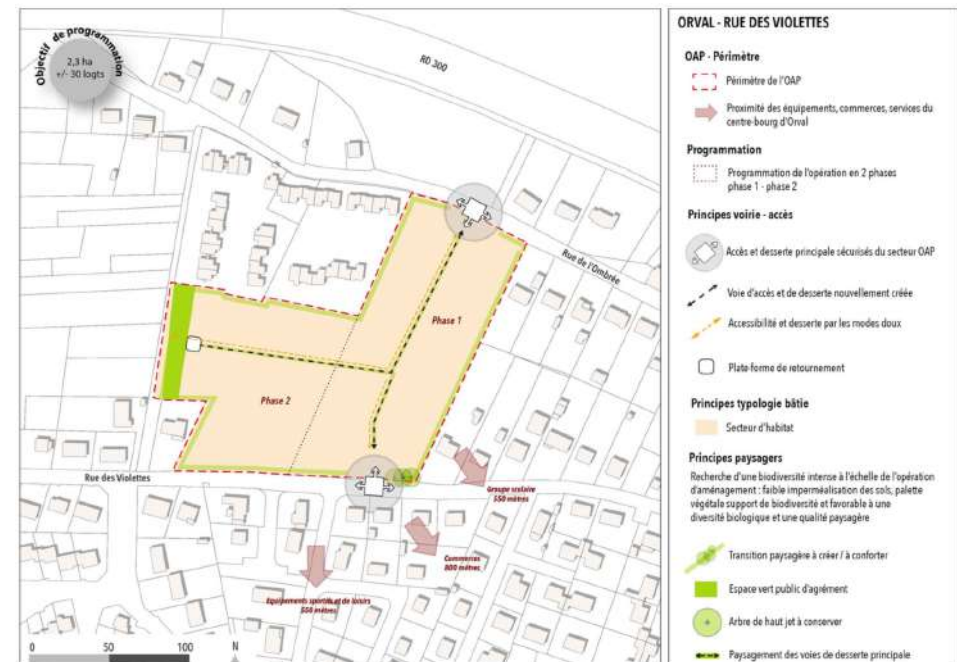 Objectif de programmation
2,3 ha
+/- 30 logts
RD 300
Rue de l'Ombrée
Phase 1
Phase 2
Rue des Violettes
Groupe scolaire
550 mètres
Commerces
800 mètres
Equipements sportifs et de loisirs
550 mètres
0 50 100
N
ORVAL - RUE DES VIOLETTES
OAP - Périmètre
Périmètre de l'OAP
Proximité des équipements, commerces, services du
centre-bourg d'Orval
Programmation
Programmation de l'opération en 2 phases
phase 1 - phase 2
Principes voirie - accès
Accès et desserte principale sécurisés du secteur OAP
Voie d'accès et de desserte nouvellement créée
Accessibilité et desserte par les modes doux
Plate-forme de retournement
Principes typologie bâtie
Secteur d'habitat
Principes paysagers
Recherche d'une biodiversité intense à l'échelle de l'opération
d'aménagement : faible imperméalisation des sols, palette
végétale support de biodiversité et favorable à une
diversité biologique et une qualité paysagère
Transition paysagère à créer / à conforter
Espace vert public d'agrément
Arbre de haut jet à conserver
Paysagement des voies de desserte principale